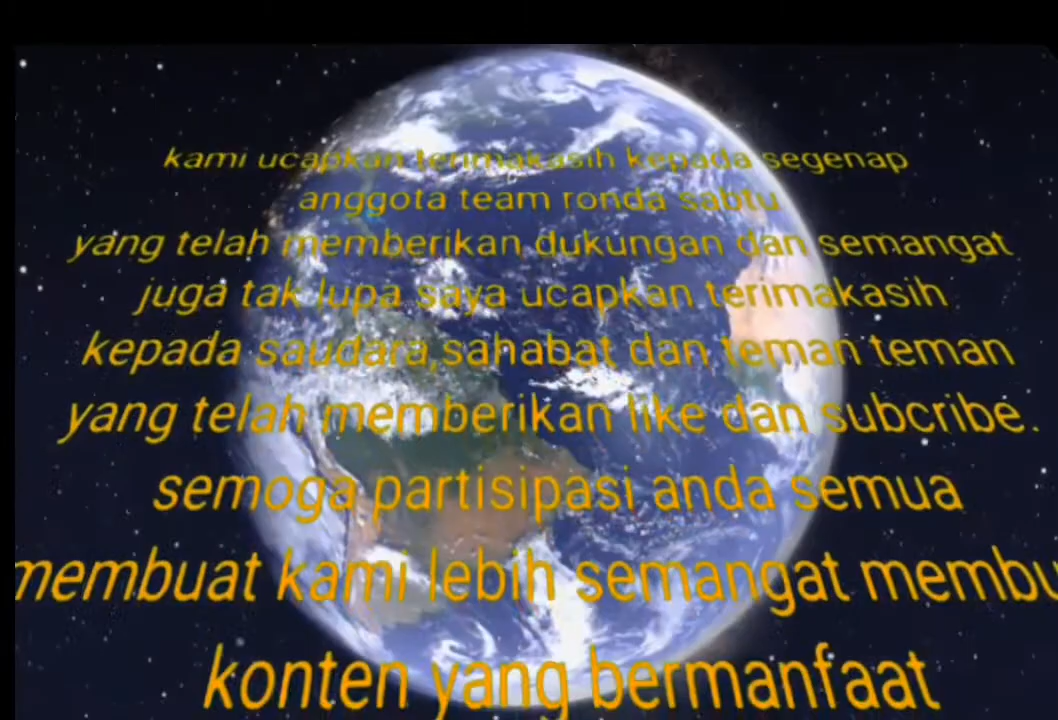 kami ucapkan terimakasih kepada segenap
anggota team ronda sabtu
yang telah memberikan dukungan dan semangat
juga tak lupa saya ucapkan terimakasih
kepada saudara,sahabat dan teman teman
yang telah memberikan like dan subcribe.
semoga partisipasi anda semua
membuat kami lebih semangat membu
konten yang bermanfaat